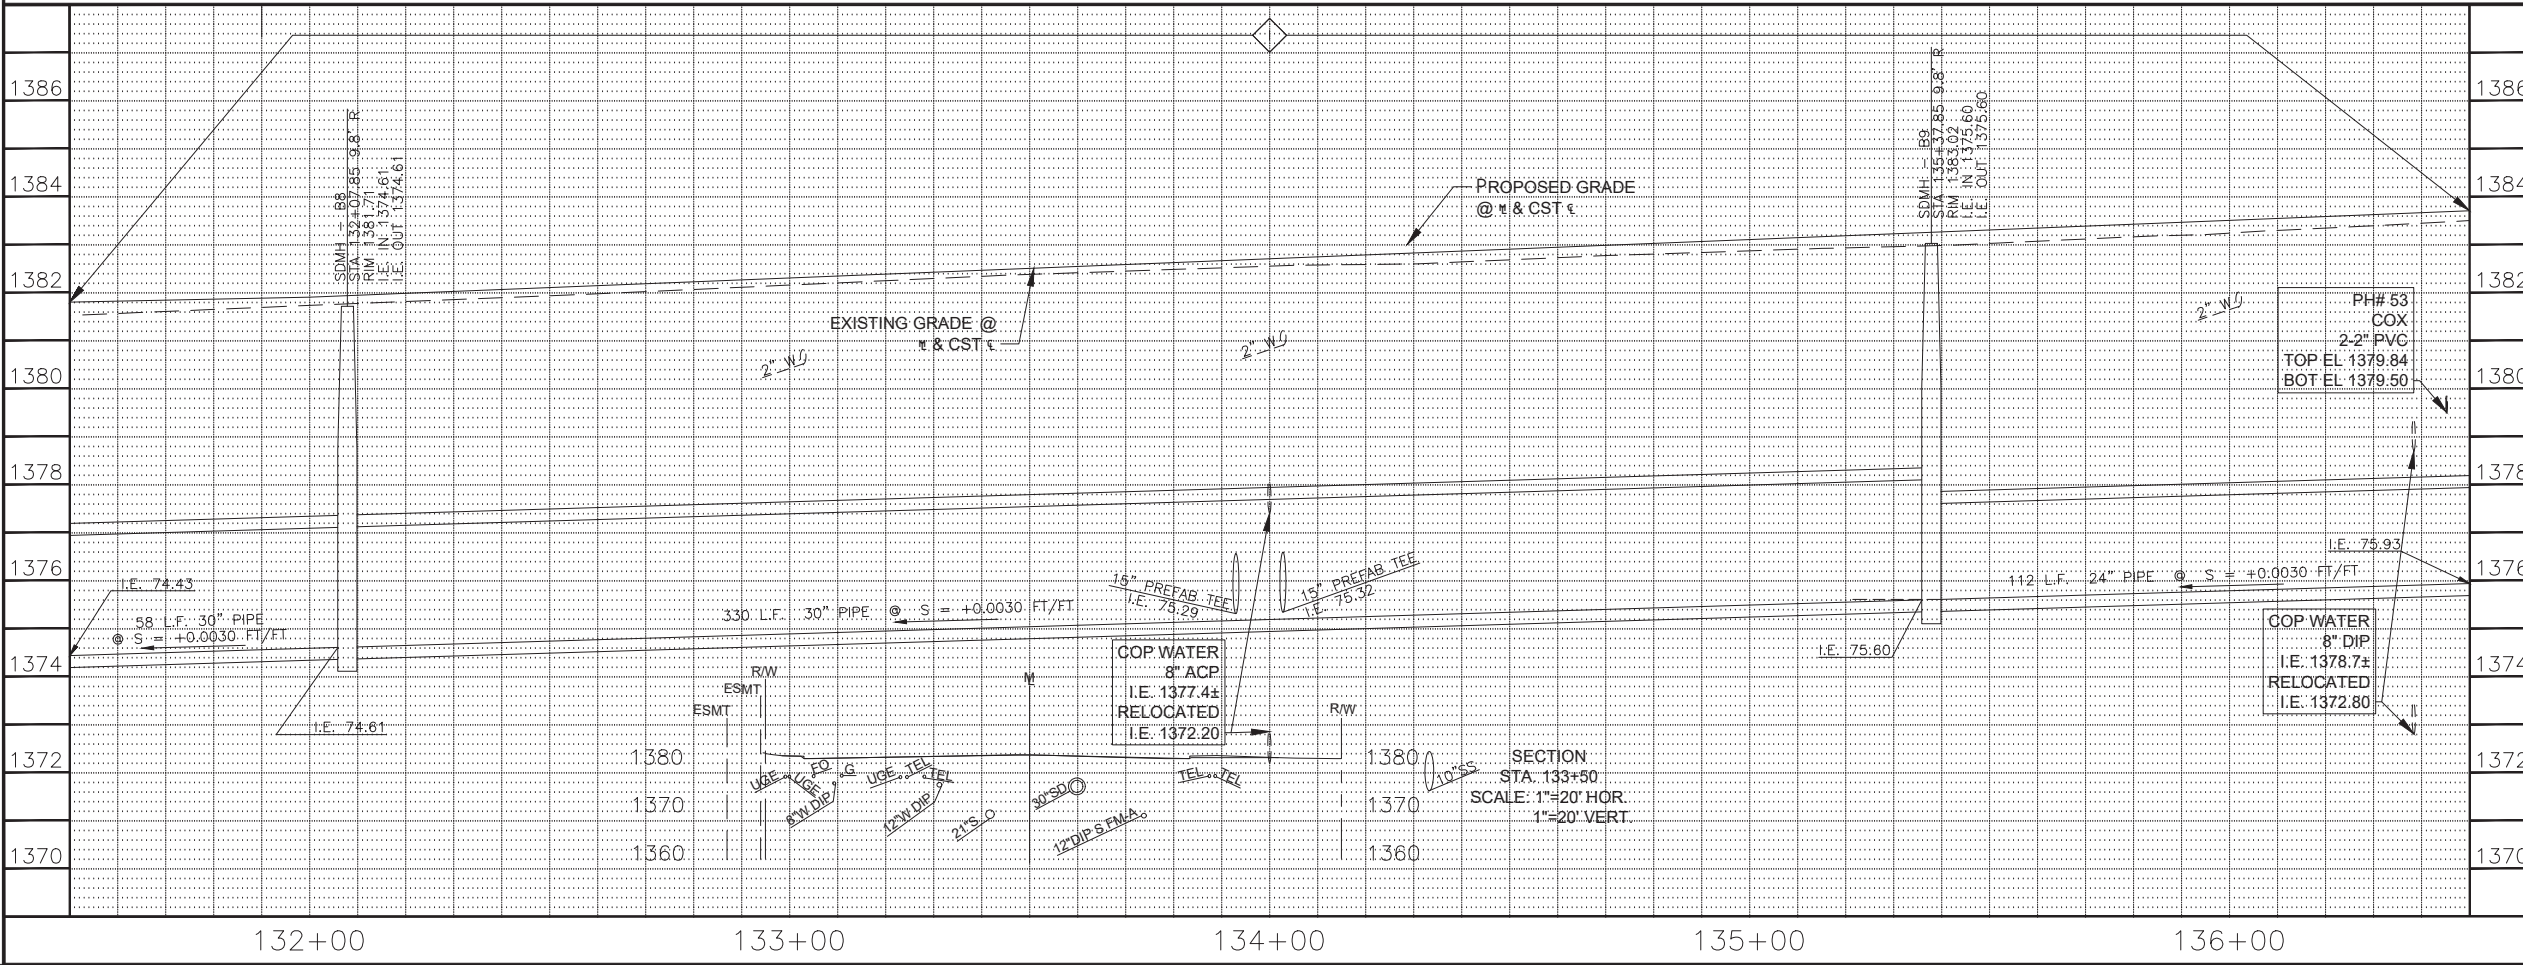 1386
1384
1382
1380
1378
1376
1374
1372
1370
1386
1384
1382
1380
1378
1376
1374
1372
1370
SDMH - B8
STA 132+07.85 9.8' R
RIM 1381.71
I.E. IN 1374.61
I.E. OUT 1374.61
SDMH - B9
STA 135+37.85 9.8' R
RIM 1383.02
I.E. IN 1375.60
I.E. OUT 1375.60
PROPOSED GRADE
@ & CST
EXISTING GRADE @
& CST
2" W
2" W
2" W
PH# 53
COX
2-2" PVC
TOP EL 1379.84
BOT EL 1379.50
I.E. 74.43
58 L.F. 30" PIPE
@ S = +0.0030 FT/FT
I.E. 74.61
330 L.F. 30" PIPE @ S = +0.0030 FT/FT
15" PREFAB TEE
I.E. 75.29
15" PREFAB TEE
I.E. 75.32
I.E. 75.93
112 L.F. 24" PIPE @ S = +0.0030 FT/FT
I.E. 75.60
COP WATER
8" ACP
I.E. 1377.4±
RELOCATED
I.E. 1372.20
COP WATER
8" DIP
I.E. 1378.7±
RELOCATED
I.E. 1372.80
R/W
ESMT
ESMT
R/W
1380
1370
1360
1380
1370
1360
UGE
UGE
FO
G
8"W DIP
UGE
TEL
TEL
12"W DIP
21"S
30"SD
12"DIP S FM-A
TEL
TEL
10"SS
SECTION
STA. 133+50
SCALE: 1"=20' HOR.
1"=20' VERT.
132+00
133+00
134+00
135+00
136+00